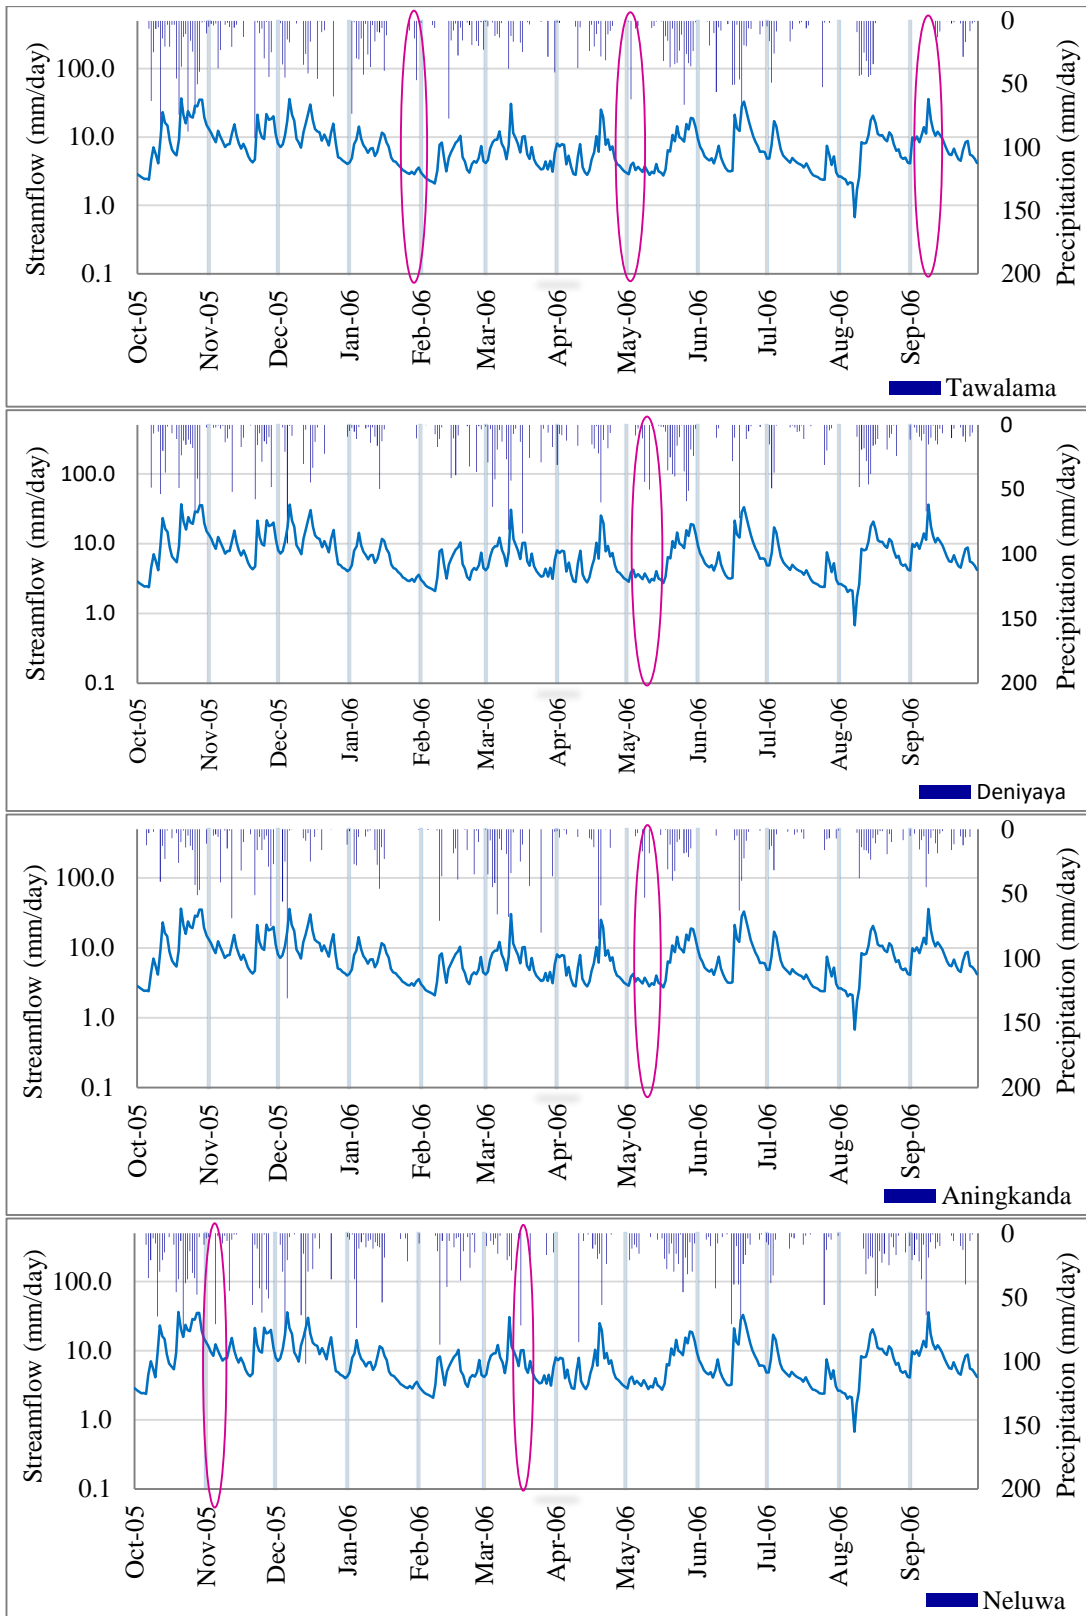 Streamflow (mm/day)
100.0
10.0
1.0
0.1
0
50
100
150
200
Precipitation (mm/day)
Oct-05
Nov-05
Dec-05
Jan-06
Feb-06
Mar-06
Apr-06
May-06
Jun-06
Jul-06
Aug-06
Sep-06
Tawalama
Streamflow (mm/day)
100.0
10.0
1.0
0.1
0
50
100
150
200
Precipitation (mm/day)
Oct-05
Nov-05
Dec-05
Jan-06
Feb-06
Mar-06
Apr-06
May-06
Jun-06
Jul-06
Aug-06
Sep-06
Deniyaya
Streamflow (mm/day)
100.0
10.0
1.0
0.1
0
50
100
150
200
Precipitation (mm/day)
Oct-05
Nov-05
Dec-05
Jan-06
Feb-06
Mar-06
Apr-06
May-06
Jun-06
Jul-06
Aug-06
Sep-06
Aningkanda
Streamflow (mm/day)
100.0
10.0
1.0
0.1
0
50
100
150
200
Precipitation (mm/day)
Oct-05
Nov-05
Dec-05
Jan-06
Feb-06
Mar-06
Apr-06
May-06
Jun-06
Jul-06
Aug-06
Sep-06
Neluwa